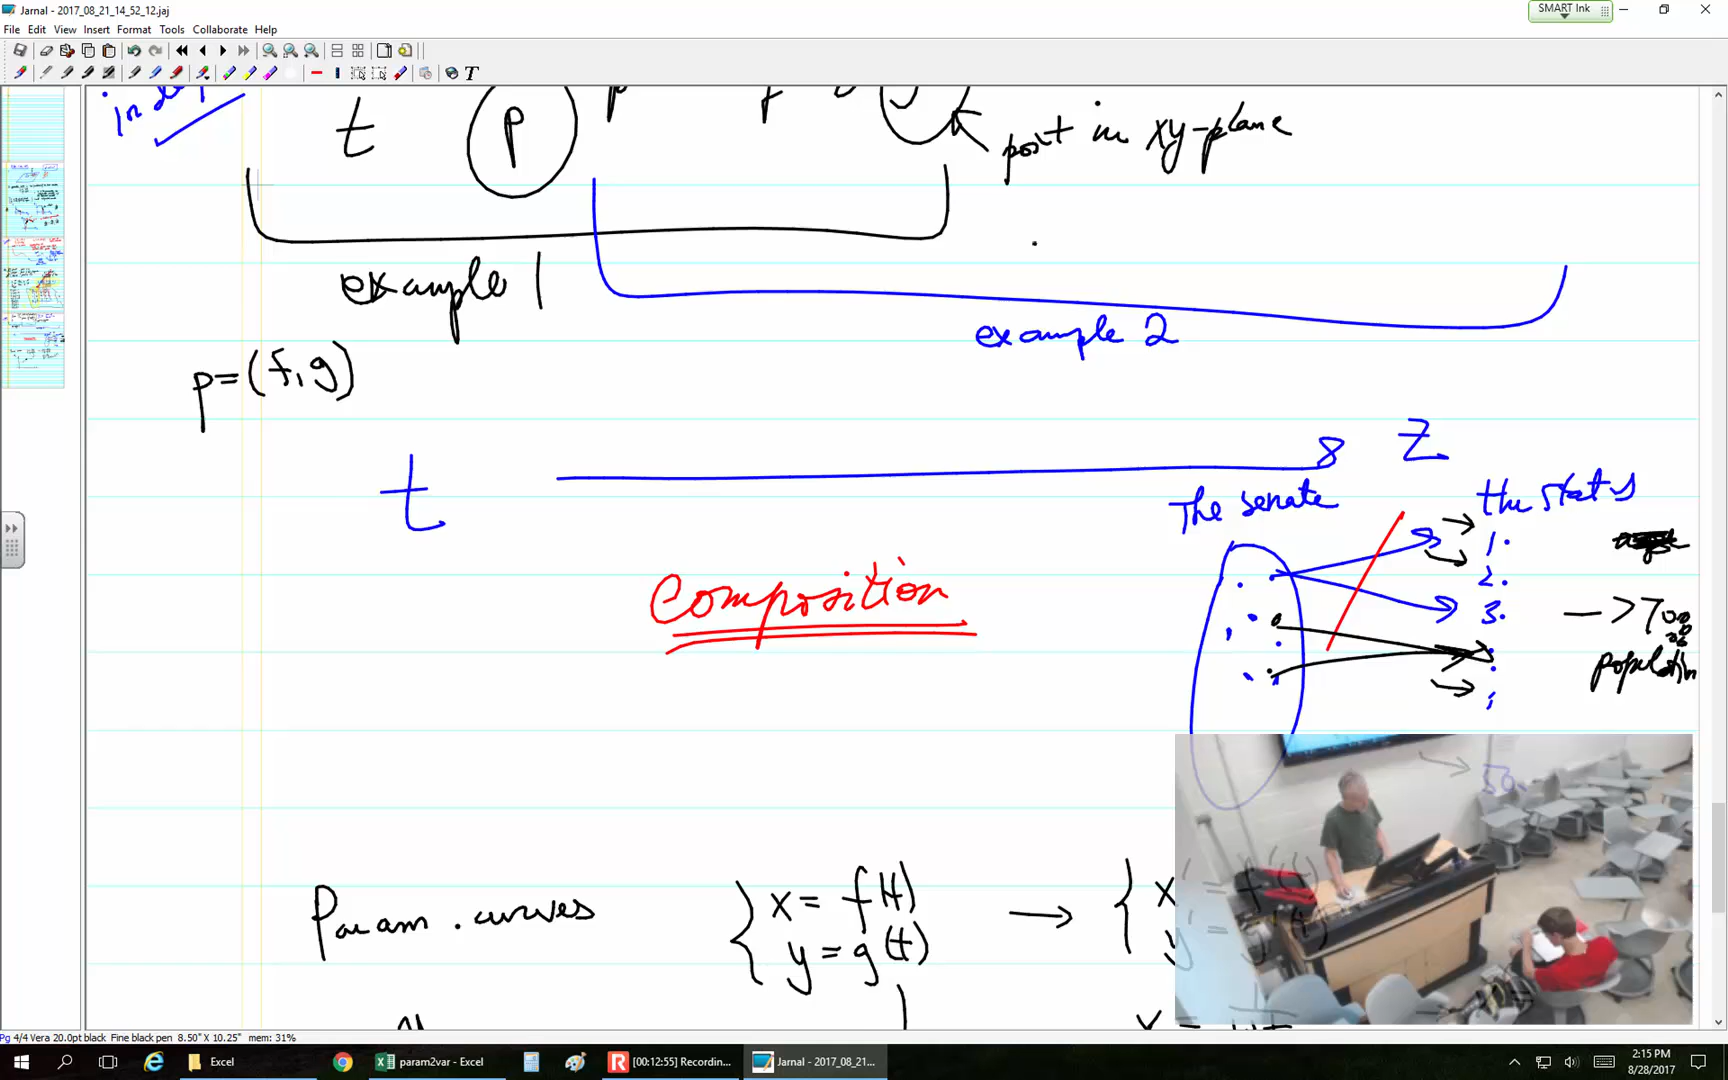 Jarnal - 2017_08_21_14_52_12.jaj
SMART Ink
File Edit View Insert Format Tools Collaborate Help
T
t p
point in xy-plane
example 1
example 2
p=(f,g)
t
z
The senate
the states
1.
2.
3.
Composition
population
50.
Param. curves
x = f(t)
y = g(t)
Pg 4/4 Vera 20.0pt black Fine black pen 8.50" X 10.25" mem: 31%
Excel
param2var - Excel
[00:12:55] Recordin...
Jarnal - 2017_08_21...
2:15 PM
8/28/2017